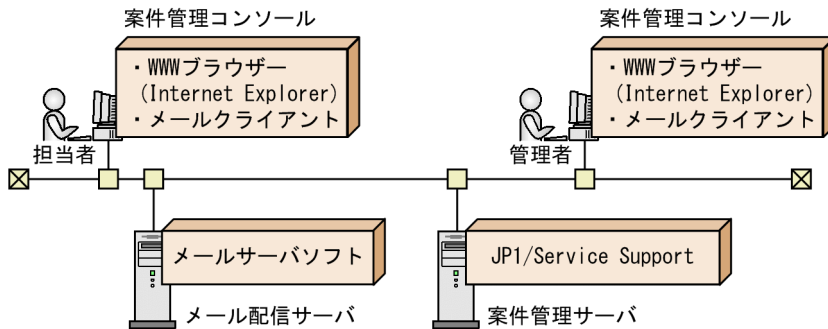 案件管理コンソール
・WWWブラウザー
(Internet Explorer)
・メールクライアント
担当者
案件管理コンソール
・WWWブラウザー
(Internet Explorer)
・メールクライアント
管理者
メールサーバソフト
メール配信サーバ
JP1/Service Support
案件管理サーバ